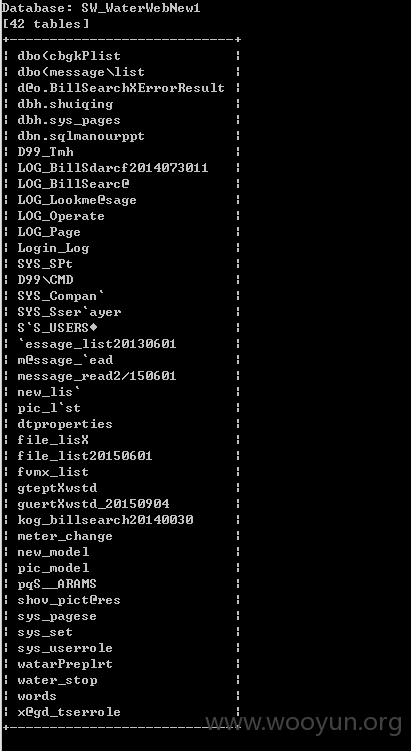 Database: SW_WaterWebNew1
[42 tables]
+-----------------------------+
¦ dbo(cbgkPlist ¦
¦ dbo(message\list ¦
¦ d@o.BillSearchXErrorResult ¦
¦ dbh.shuiqing ¦
¦ dbh.sys_pages ¦
¦ dbn.sqlmanourppt ¦
¦ D99_Tmh ¦
¦ LOG_BillSdarcf2014073011 ¦
¦ LOG_BillSearc@ ¦
¦ LOG_Lookme@sage ¦
¦ LOG_Operate ¦
¦ LOG_Page ¦
¦ Login_Log ¦
¦ SYS_SPt ¦
¦ D99\CMD ¦
¦ SYS_Compan` ¦
¦ SYS_Sser`ayer ¦
¦ S`S_USERS♦ ¦
¦ `essage_list20130601 ¦
¦ m@ssage_`ead ¦
¦ message_read2/150601 ¦
¦ new_lis` ¦
¦ pic_l`st ¦
¦ dtproperties ¦
¦ file_lisX ¦
¦ file_list20150601 ¦
¦ fvmx_list ¦
¦ gteptXwstd ¦
¦ guertXwstd_20150904 ¦
¦ kog_billsearch20140030 ¦
¦ meter_change ¦
¦ new_model ¦
¦ pic_model ¦
¦ pqS__ARAMS ¦
¦ shov_pict@res ¦
¦ sys_pagese ¦
¦ sys_set ¦
¦ sys_userrole ¦
¦ watarPreplrt ¦
¦ water_stop ¦
¦ words ¦
¦ x@gd_tserrole ¦
+-----------------------------+
www.wooyun.org